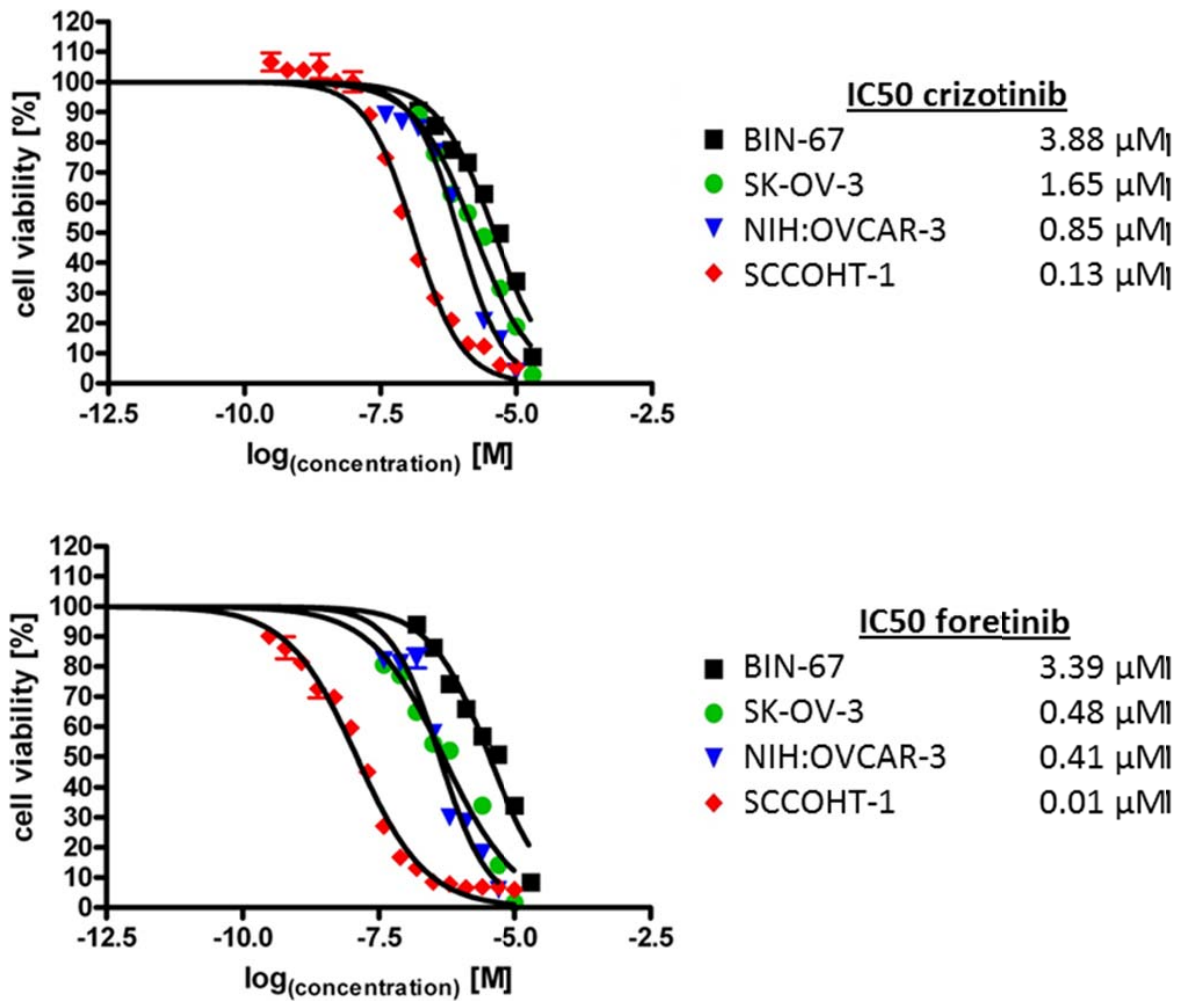 120
110
100
90
80
70
60
50
40
30
20
10
0
cell viability [%]
-12.5 -10.0 -7.5 -5.0 -2.5
log(concentration) [M]
IC50 crizotinib
BIN-67 3.88 µM
SK-OV-3 1.65 µM
NIH:OVCAR-3 0.85 µM
SCCOHT-1 0.13 µM
120
110
100
90
80
70
60
50
40
30
20
10
0
cell viability [%]
-12.5 -10.0 -7.5 -5.0 -2.5
log(concentration) [M]
IC50 foretinib
BIN-67 3.39 µM
SK-OV-3 0.48 µM
NIH:OVCAR-3 0.41 µM
SCCOHT-1 0.01 µM